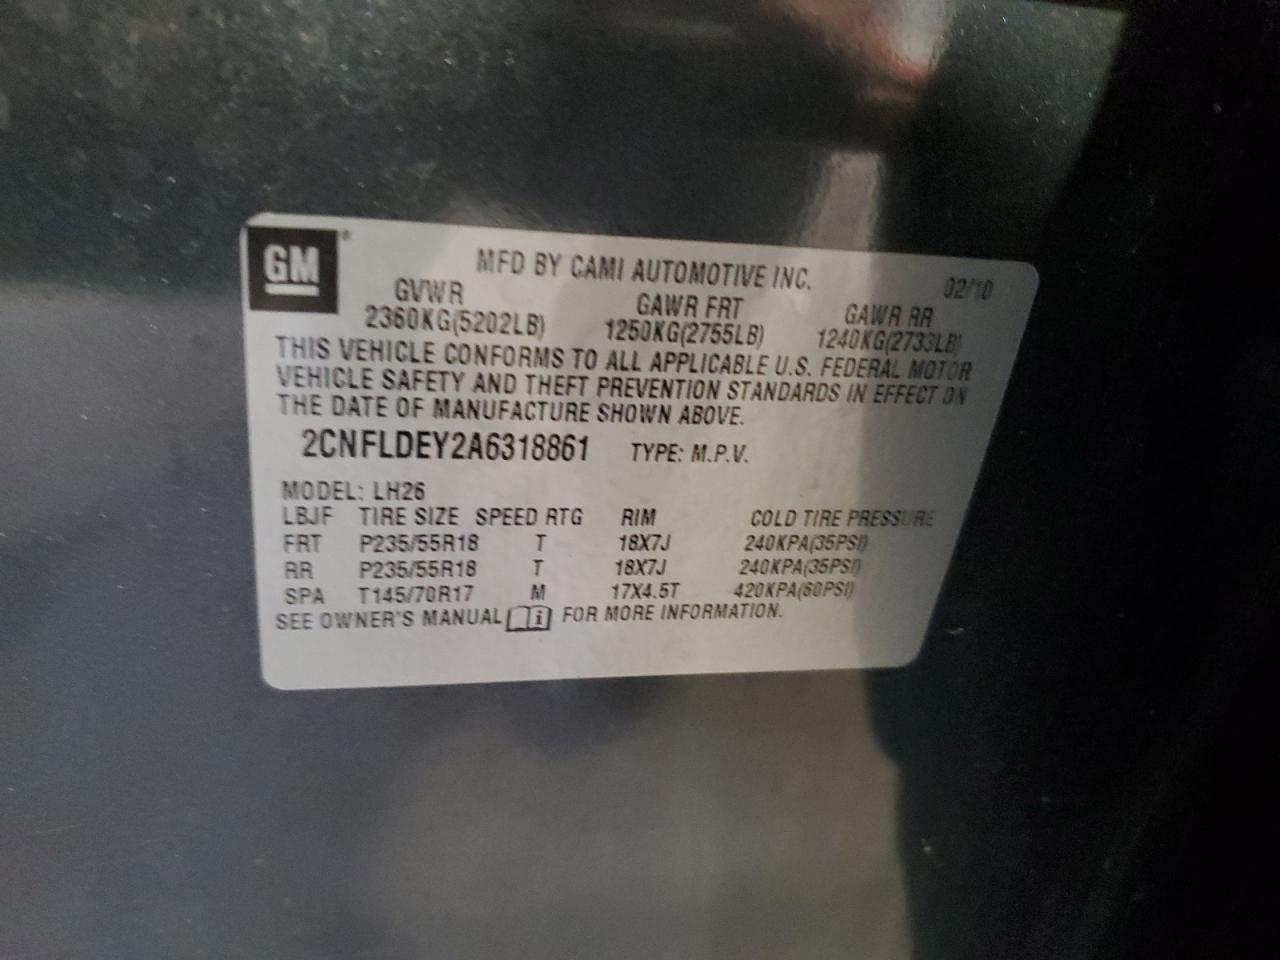 GM®
MFD BY CAMI AUTOMOTIVE INC. 02/10
GVWR GAWR FRT GAWR RR
2360KG(5202LB) 1250KG(2755LB) 1240KG(2733LB)
THIS VEHICLE CONFORMS TO ALL APPLICABLE U.S. FEDERAL MOTOR
VEHICLE SAFETY AND THEFT PREVENTION STANDARDS IN EFFECT ON
THE DATE OF MANUFACTURE SHOWN ABOVE.
2CNFLDEY2A6318861 TYPE: M.P.V.
MODEL: LH26
LBJF TIRE SIZE SPEED RTG RIM COLD TIRE PRESSURE
FRT P235/55R18 T 18X7J 240KPA(35PSI)
RR P235/55R18 T 18X7J 240KPA(35PSI)
SPA T145/70R17 M 17X4.5T 420KPA(60PSI)
SEE OWNER'S MANUAL i FOR MORE INFORMATION.